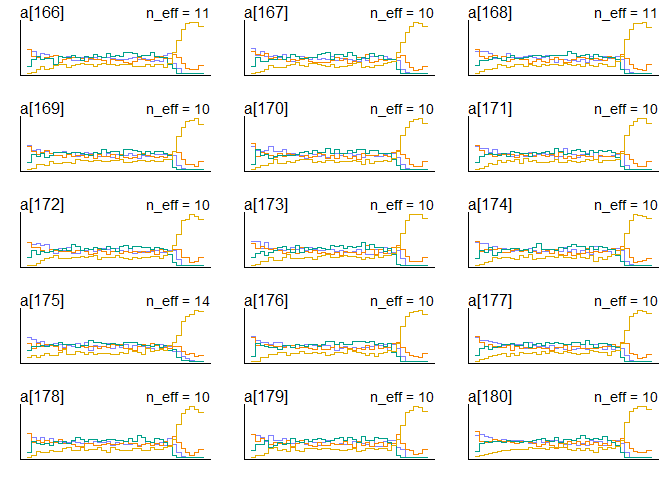 a[166] n_eff = 11 a[167] n_eff = 10 a[168] n_eff = 11
a[169] n_eff = 10 a[170] n_eff = 10 a[171] n_eff = 10
a[172] n_eff = 10 a[173] n_eff = 10 a[174] n_eff = 10
a[175] n_eff = 14 a[176] n_eff = 10 a[177] n_eff = 10
a[178] n_eff = 10 a[179] n_eff = 10 a[180] n_eff = 10